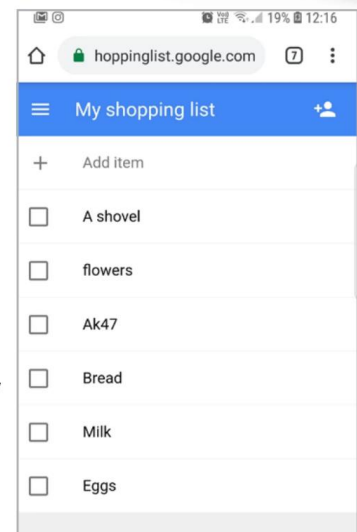 19% 12:16
hoppinglist.google.com 7
My shopping list
Add item
A shovel
flowers
Ak47
Bread
Milk
Eggs